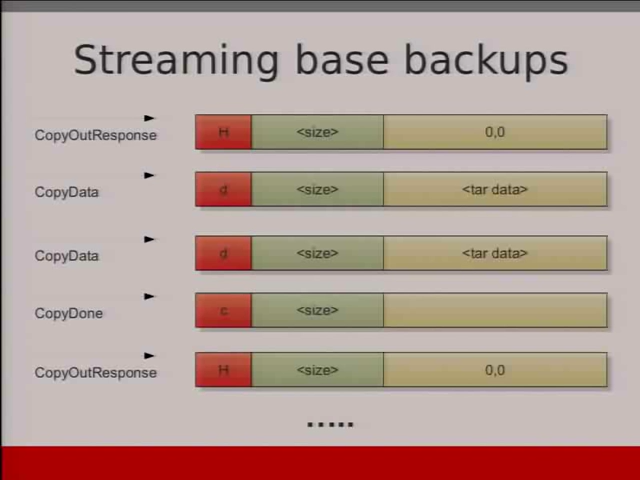 Streaming base backups
CopyOutResponse H <size> 0,0
CopyData d <size> <tar data>
CopyData d <size> <tar data>
CopyDone c <size>
CopyOutResponse H <size> 0,0
.....